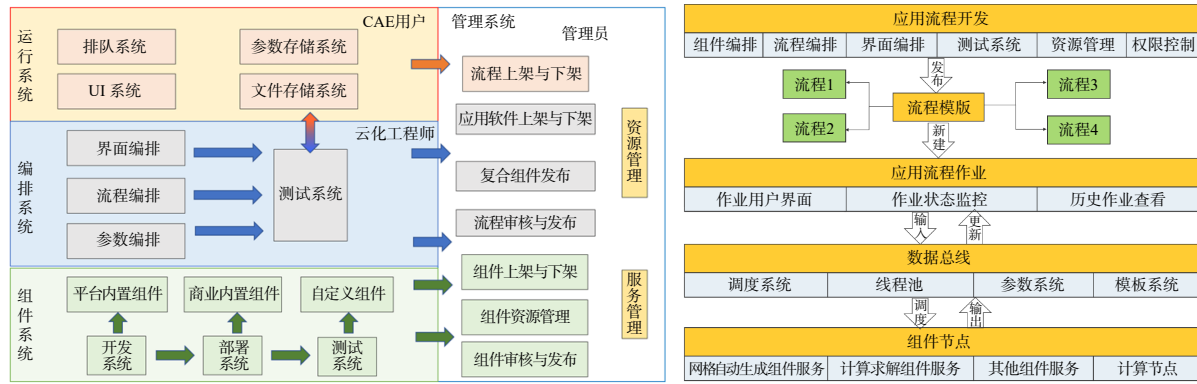 CAE用户
运行系统
排队系统
参数存储系统
UI 系统
文件存储系统
云化工程师
编排系统
界面编排
流程编排
参数编排
测试系统
组件系统
平台内置组件
商业内置组件
自定义组件
开发
系统
部署
系统
测试
系统
管理系统
管理员
流程上架与下架
应用软件上架与下架
复合组件发布
流程审核与发布
组件上架与下架
组件资源管理
组件审核与发布
资源管理
服务管理
应用流程开发
组件编排
流程编排
界面编排
测试系统
资源管理
权限控制
发布
流程1
流程2
流程模版
流程3
流程4
新建
应用流程作业
作业用户界面
作业状态监控
历史作业查看
输入
更新
数据总线
调度系统
线程池
参数系统
模板系统
调度
输出
组件节点
网格自动生成组件服务
计算求解组件服务
其他组件服务
计算节点